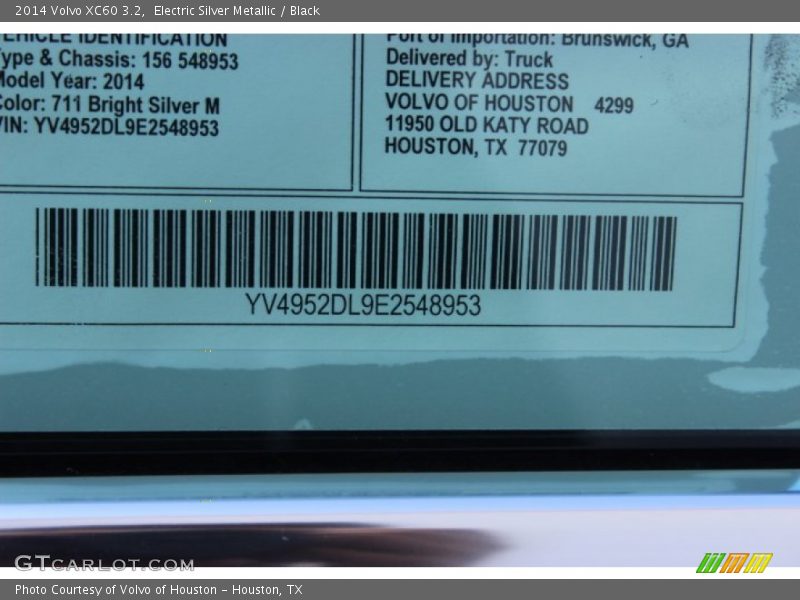 2014 Volvo XC60 3.2, Electric Silver Metallic / Black
VEHICLE IDENTIFICATION
Type & Chassis: 156 548953
Model Year: 2014
Color: 711 Bright Silver M
VIN: YV4952DL9E2548953
Port of Importation: Brunswick, GA
Delivered by: Truck
DELIVERY ADDRESS
VOLVO OF HOUSTON 4299
11950 OLD KATY ROAD
HOUSTON, TX 77079
YV4952DL9E2548953
GTCARLOT.COM
Photo Courtesy of Volvo of Houston - Houston, TX